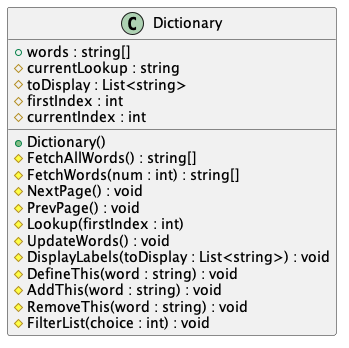 C Dictionary
words : string[]
currentLookup : string
toDisplay : List<string>
firstIndex : int
currentIndex : int
Dictionary()
FetchAllWords() : string[]
FetchWords(num : int) : string[]
NextPage() : void
PrevPage() : void
Lookup(firstIndex : int)
UpdateWords() : void
DisplayLabels(toDisplay : List<string>) : void
DefineThis(word : string) : void
AddThis(word : string) : void
RemoveThis(word : string) : void
FilterList(choice : int) : void